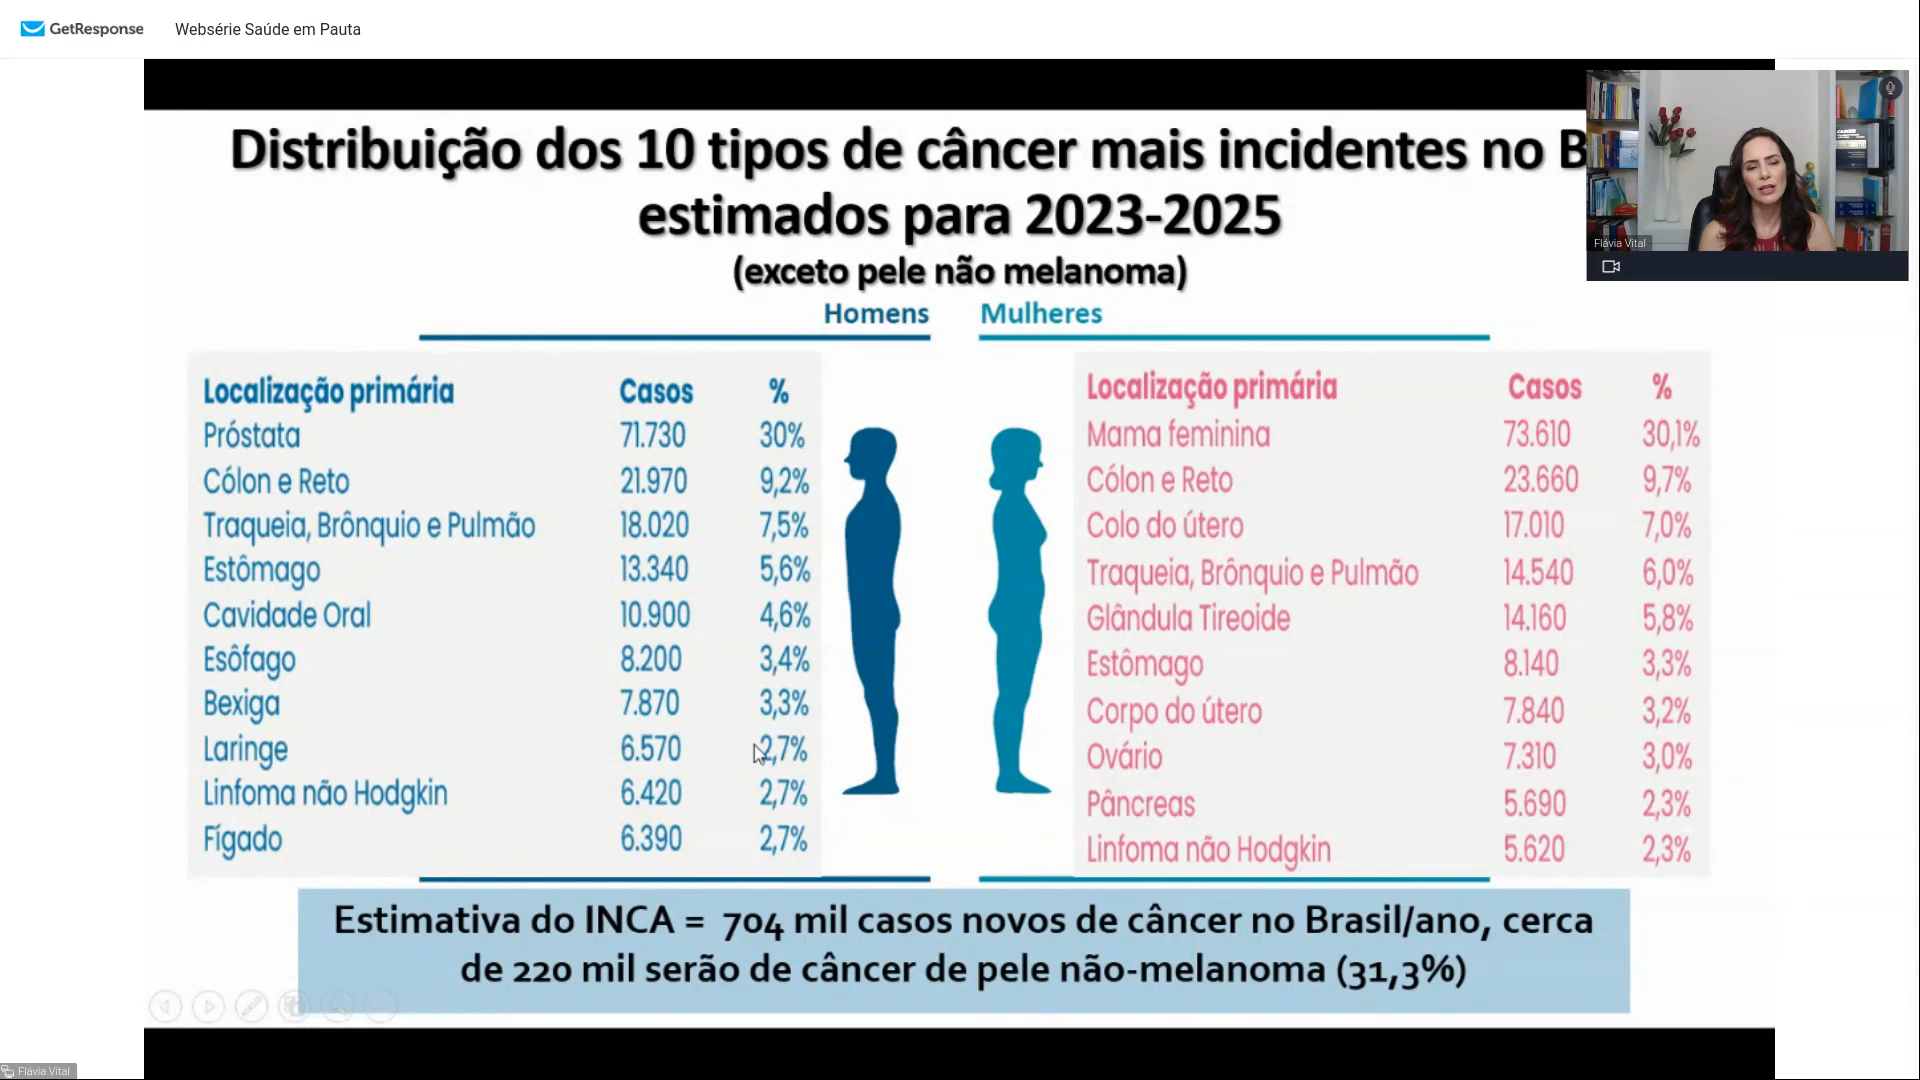 GetResponse
Websérie Saúde em Pauta
Distribuição dos 10 tipos de câncer mais incidentes no
estimados para 2023-2025
(exceto pele não melanoma)
Flávia Vital
Homens
Mulheres
Localização primária Casos %
Próstata 71.730 30%
Cólon e Reto 21.970 9,2%
Traqueia, Brônquio e Pulmão 18.020 7,5%
Estômago 13.340 5,6%
Cavidade Oral 10.900 4,6%
Esôfago 8.200 3,4%
Bexiga 7.870 3,3%
Laringe 6.570 2,7%
Linfoma não Hodgkin 6.420 2,7%
Fígado 6.390 2,7%
Localização primária Casos %
Mama feminina 73.610 30,1%
Cólon e Reto 23.660 9,7%
Colo do útero 17.010 7,0%
Traqueia, Brônquio e Pulmão 14.540 6,0%
Glândula Tireoide 14.160 5,8%
Estômago 8.140 3,3%
Corpo do útero 7.840 3,2%
Ovário 7.310 3,0%
Pâncreas 5.690 2,3%
Linfoma não Hodgkin 5.620 2,3%
Estimativa do INCA = 704 mil casos novos de câncer no Brasil/ano, cerca
de 220 mil serão de câncer de pele não-melanoma (31,3%)
Flávia Vital